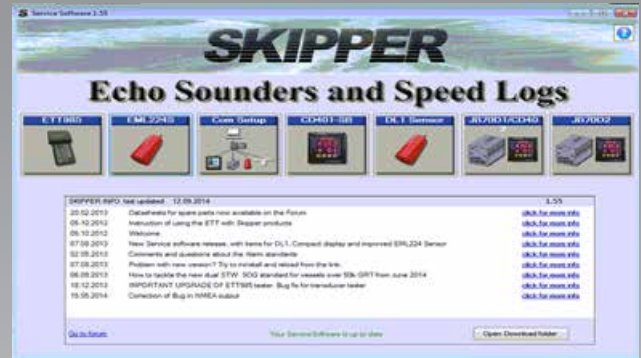 Service Software 1.55
SKIPPER
Echo Sounders and Speed Logs
ETT985 EML224S Com Setup CD401-SB DL1 Sensor JB70D1/CD40 JB70D2
SKIPPER INFO last updated 12.09.2014 1.55
20.02.2013 Datasheets for spare parts now available on the Forum click for more info
05.10.2012 Instruction of using the ETT with Skipper products click for more info
05.10.2012 Welcome click for more info
07.08.2013 New Service software release, with items for DL1, Compact display and improved EML224 Sensor click for more info
02.08.2013 Comments and questions about the Alarm standards click for more info
07.08.2013 Problem with new version? Try to reinstall and reload from the link. click for more info
06.09.2013 How to tackle the new dual STW SOG standard for vessels over 50k GRT from june 2014 click for more info
18.12.2013 IMPORTANT UPGRADE OF ETT985 tester. Bug fix for transducer tester click for more info
15.05.2014 Correction of Bug in NMEA output click for more info
Go to forum Your Service Software is up to date Open Download folder